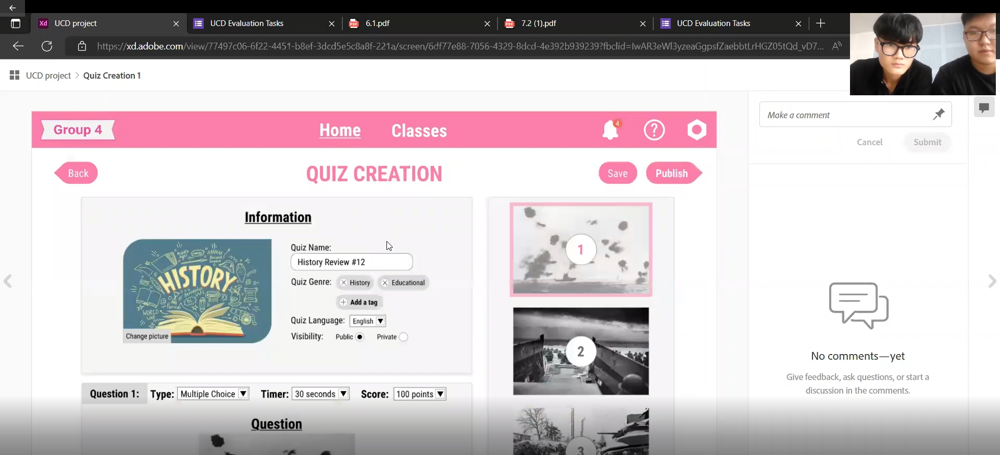 UCD project
UCD Evaluation Tasks
6.1.pdf
7.2 (1).pdf
UCD Evaluation Tasks
https://xd.adobe.com/view/77497c06-6f22-4451-b8ef-3dcd5e5c8a8f-221a/screen/6df77e88-7056-4329-8dcd-4e392b939239?fbclid=IwAR3eWl3yzeaGgpsfZaebbtLrHGZ05tQd_vD7...
UCD project > Quiz Creation 1
Make a comment
Cancel
Submit
Group 4
Home
Classes
4
Back
QUIZ CREATION
Save
Publish
Information
HISTORY
WORLD WAR
Change picture
Quiz Name:
History Review #12
Quiz Genre:
History
Educational
Add a tag
Quiz Language:
English
Visibility:
Public
Private
1
2
3
Question 1:
Type:
Multiple Choice
Timer:
30 seconds
Score:
100 points
Question
No comments—yet
Give feedback, ask questions, or start a
discussion in the comments.